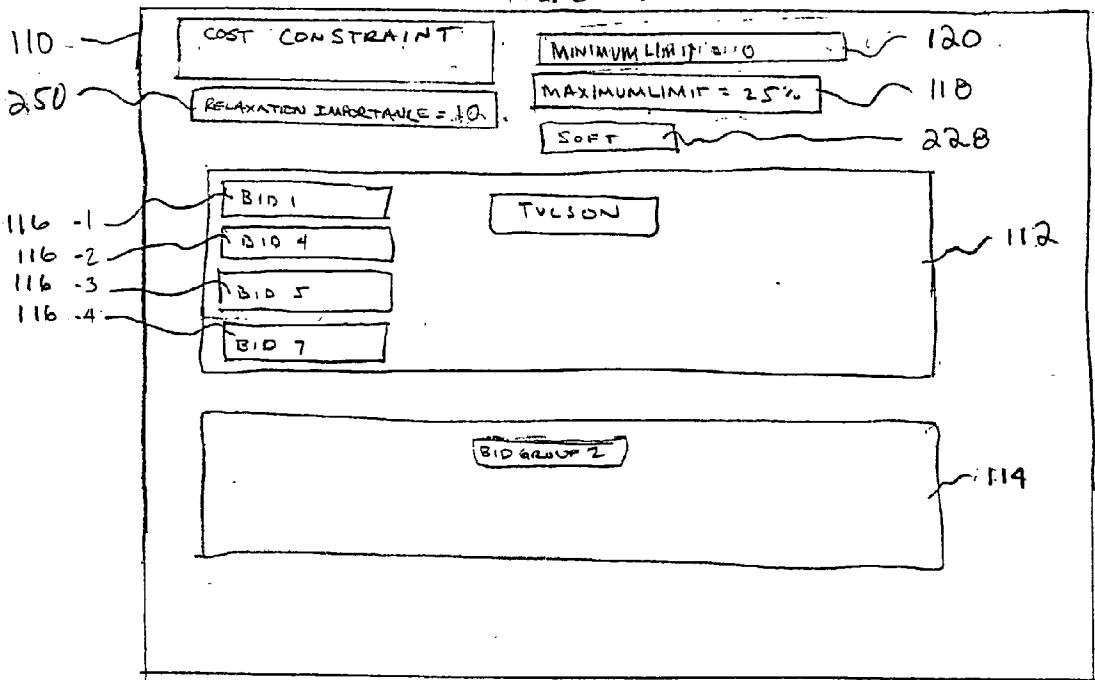 110 COST CONSTRAINT 120
250 RELAXATION IMPORTANCE = 10 MAXIMUM LIMIT = 25% 118
MINIMUM LIMIT
SOFT 228
116 -1 BID 1 TUCSON
116 -2 BID 4 112
116 -3 BID 5
116 -4 BID 7
BID GROUP 2 114